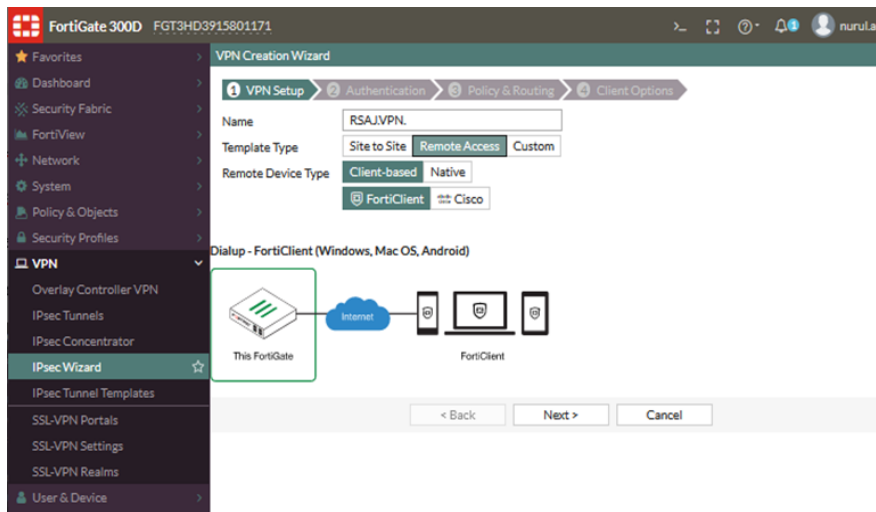 FortiGate 300D FGT3HD3915801171
nurul.a
Favorites
Dashboard
Security Fabric
FortiView
Network
System
Policy & Objects
Security Profiles
VPN
Overlay Controller VPN
IPsec Tunnels
IPsec Concentrator
IPsec Wizard
IPsec Tunnel Templates
SSL-VPN Portals
SSL-VPN Settings
SSL-VPN Realms
User & Device
VPN Creation Wizard
1 VPN Setup 2 Authentication 3 Policy & Routing 4 Client Options
Name RSAJ.VPN.
Template Type Site to Site Remote Access Custom
Remote Device Type Client-based Native
FortiClient Cisco
Dialup - FortiClient (Windows, Mac OS, Android)
Internet
This FortiGate FortiClient
< Back Next > Cancel